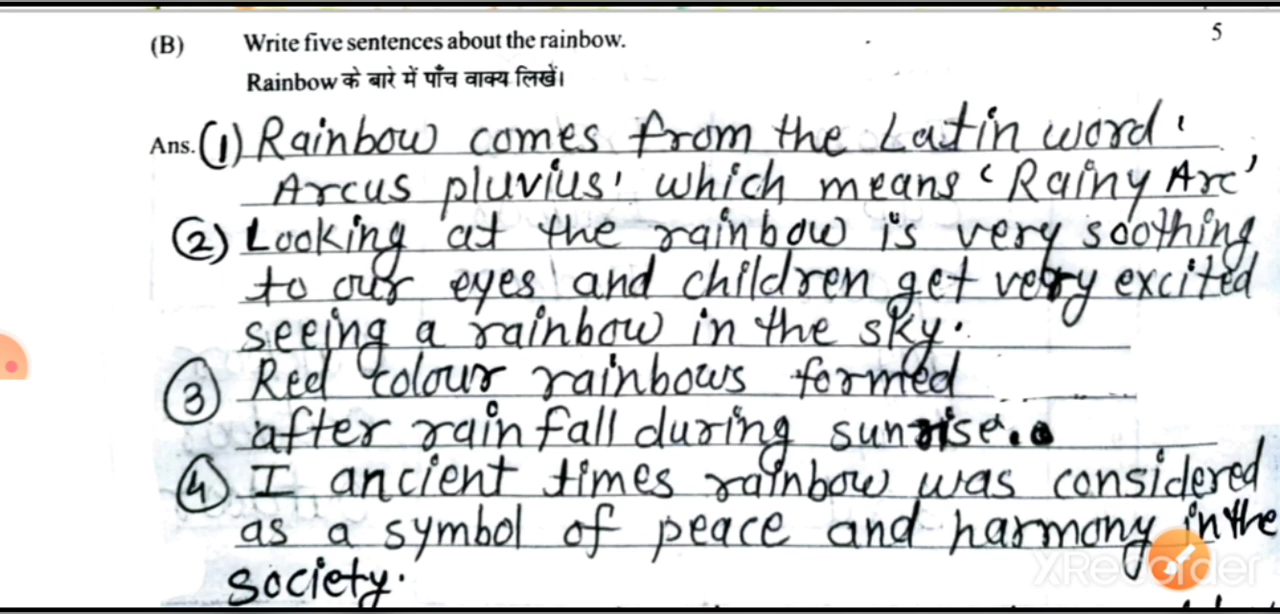 (B) Write five sentences about the rainbow. 5
Rainbow के बारे में पाँच वाक्य लिखें।
Ans. (1) Rainbow comes from the Latin word '
Arcus pluvius' which means 'Rainy Arc'
(2) Looking at the rainbow is very soothing
to our eyes and children get very excited
seeing a rainbow in the sky.
(3) Red colour rainbows formed
after rainfall during sunrise.
(4) I ancient times rainbow was considered
as a symbol of peace and harmony in the
society.
XRecorder